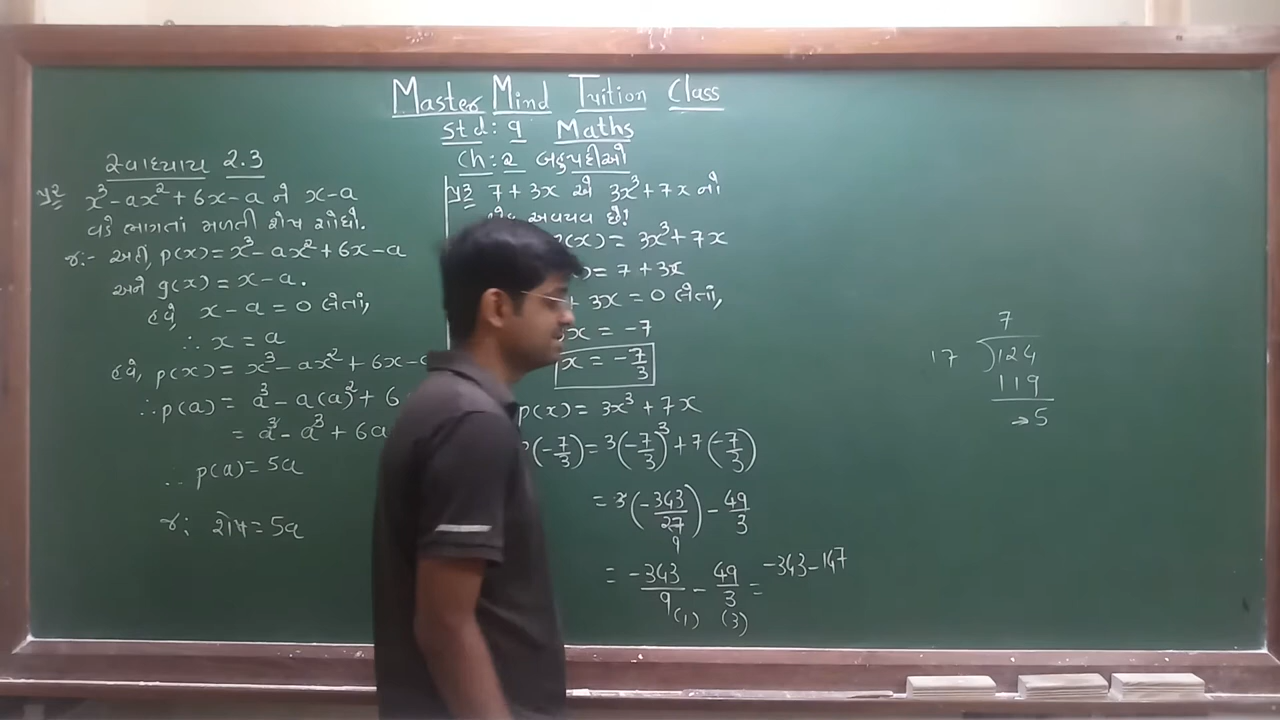 Master Mind Tuition Class
Std: 9 Maths
Ch: 2 બહુપદીઓ
સ્વાધ્યાય 2.3
પ્ર2 x³ - ax² + 6x - a ને x - a
વડે ભાગતાં મળતી શેષ શોધો.
જ:- અહીં, p(x) = x³ - ax² + 6x - a
અને g(x) = x - a.
હવે, x - a = 0 લેતાં,
∴ x = a
હવે, p(x) = x³ - ax² + 6x -
∴ p(a) = a³ - a(a)² + 6
= a³ - a³ + 6a
∴ p(a) = 5a
જ: શેષ = 5a
પ્ર3 7 + 3x એ 3x³ + 7x નો
અવયવ છે?
(x) = 3x³ + 7x
) = 7 + 3x
+ 3x = 0 લેતાં,
x = -7
x = -7/3
p(x) = 3x³ + 7x
(-7/3) = 3(-7/3)³ + 7(-7/3)
= 3(-343/27) - 49/3
9
= -343/9 - 49/3 = -343 - 147
(1) (3)
7
17 ) 124
119
→ 5